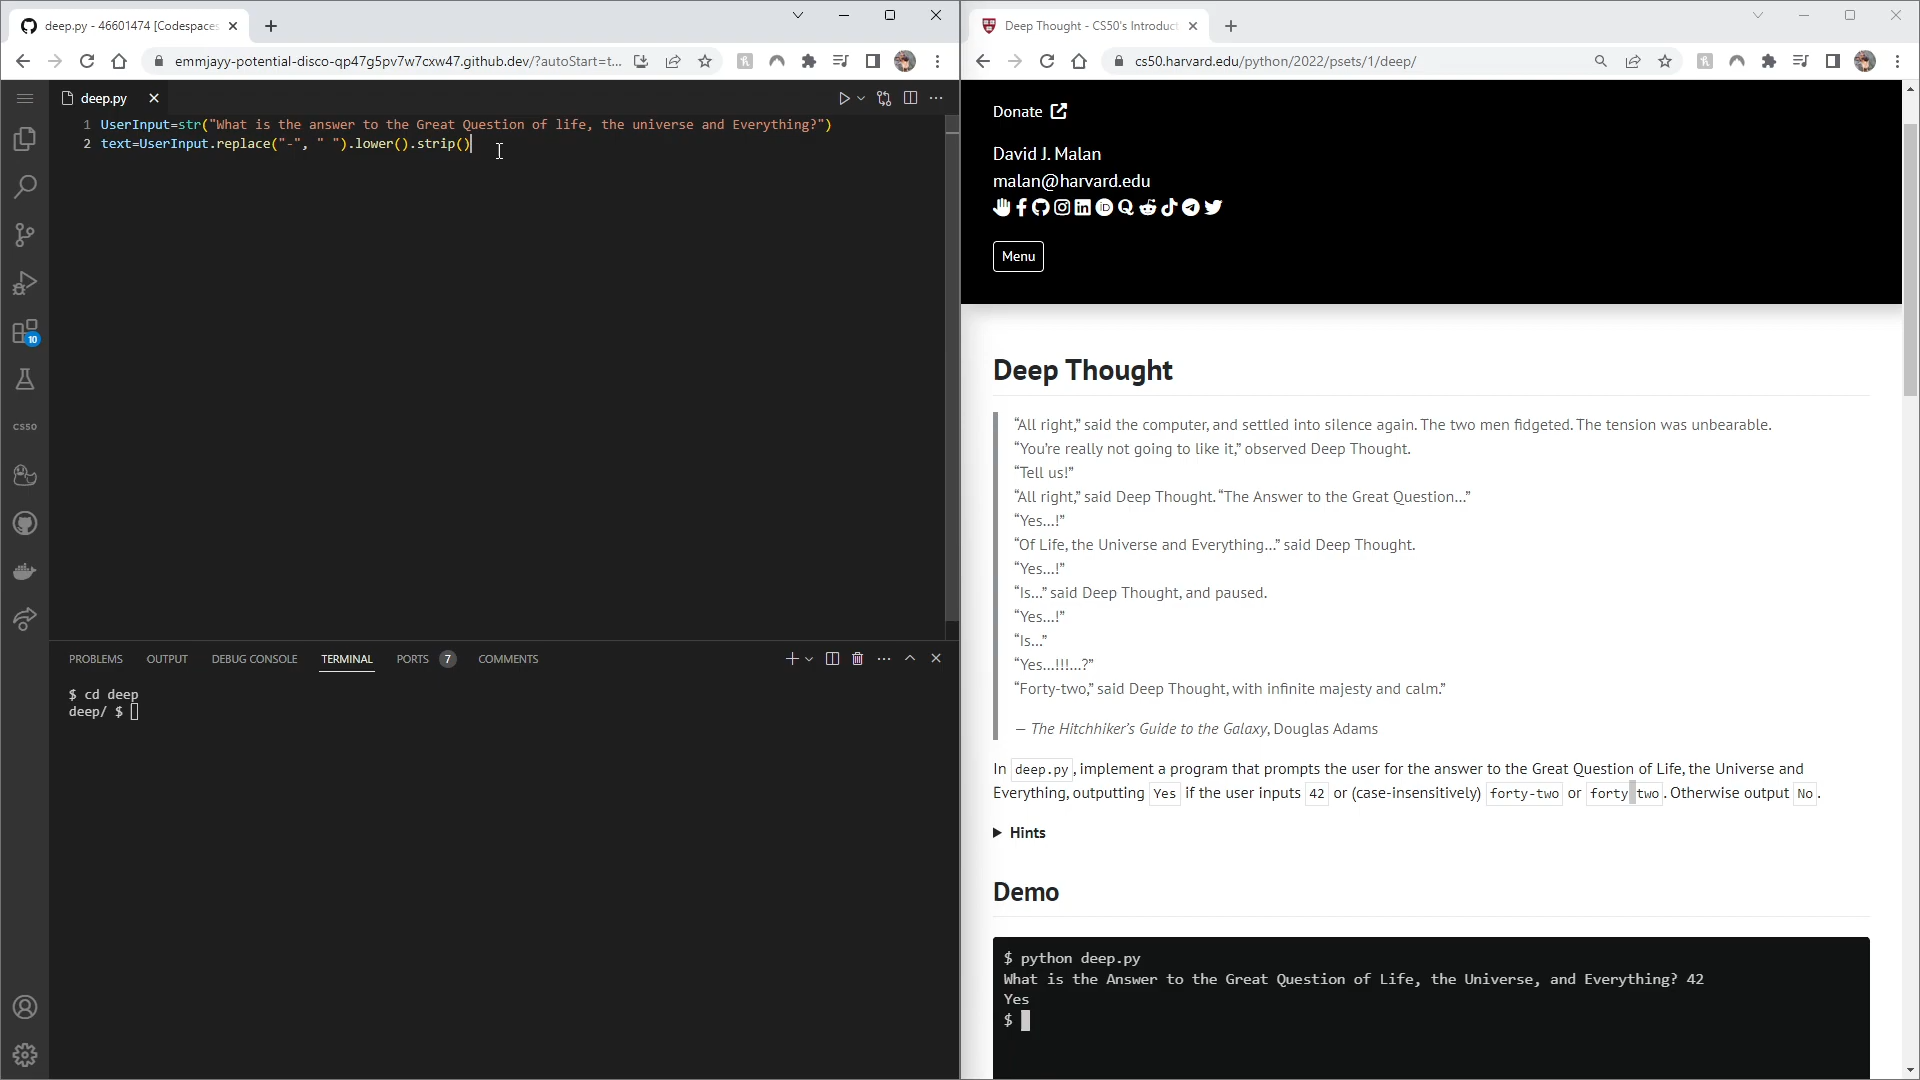 deep.py - 46601474 [Codespaces
emmjayy-potential-disco-qp47g5pv7w7cxw47.github.dev/?autoStart=t...
deep.py
1 UserInput=str("What is the answer to the Great Question of life, the universe and Everything?")
2 text=UserInput.replace("-", " ").lower().strip()
10
CS50
PROBLEMS OUTPUT DEBUG CONSOLE TERMINAL PORTS 7 COMMENTS
$ cd deep
deep/ $
Deep Thought - CS50's Introduct
cs50.harvard.edu/python/2022/psets/1/deep/
Donate
David J. Malan
malan@harvard.edu
Menu
Deep Thought
“All right,” said the computer, and settled into silence again. The two men fidgeted. The tension was unbearable.
“You’re really not going to like it,” observed Deep Thought.
“Tell us!”
“All right,” said Deep Thought. “The Answer to the Great Question…”
“Yes…!”
“Of Life, the Universe and Everything…” said Deep Thought.
“Yes…!”
“Is…” said Deep Thought, and paused.
“Yes…!”
“Is…”
“Yes…!!!…?”
“Forty-two,” said Deep Thought, with infinite majesty and calm.”
— The Hitchhiker’s Guide to the Galaxy, Douglas Adams
In deep.py, implement a program that prompts the user for the answer to the Great Question of Life, the Universe and
Everything, outputting Yes if the user inputs 42 or (case-insensitively) forty-two or forty two. Otherwise output No.
Hints
Demo
$ python deep.py
What is the Answer to the Great Question of Life, the Universe, and Everything? 42
Yes
$